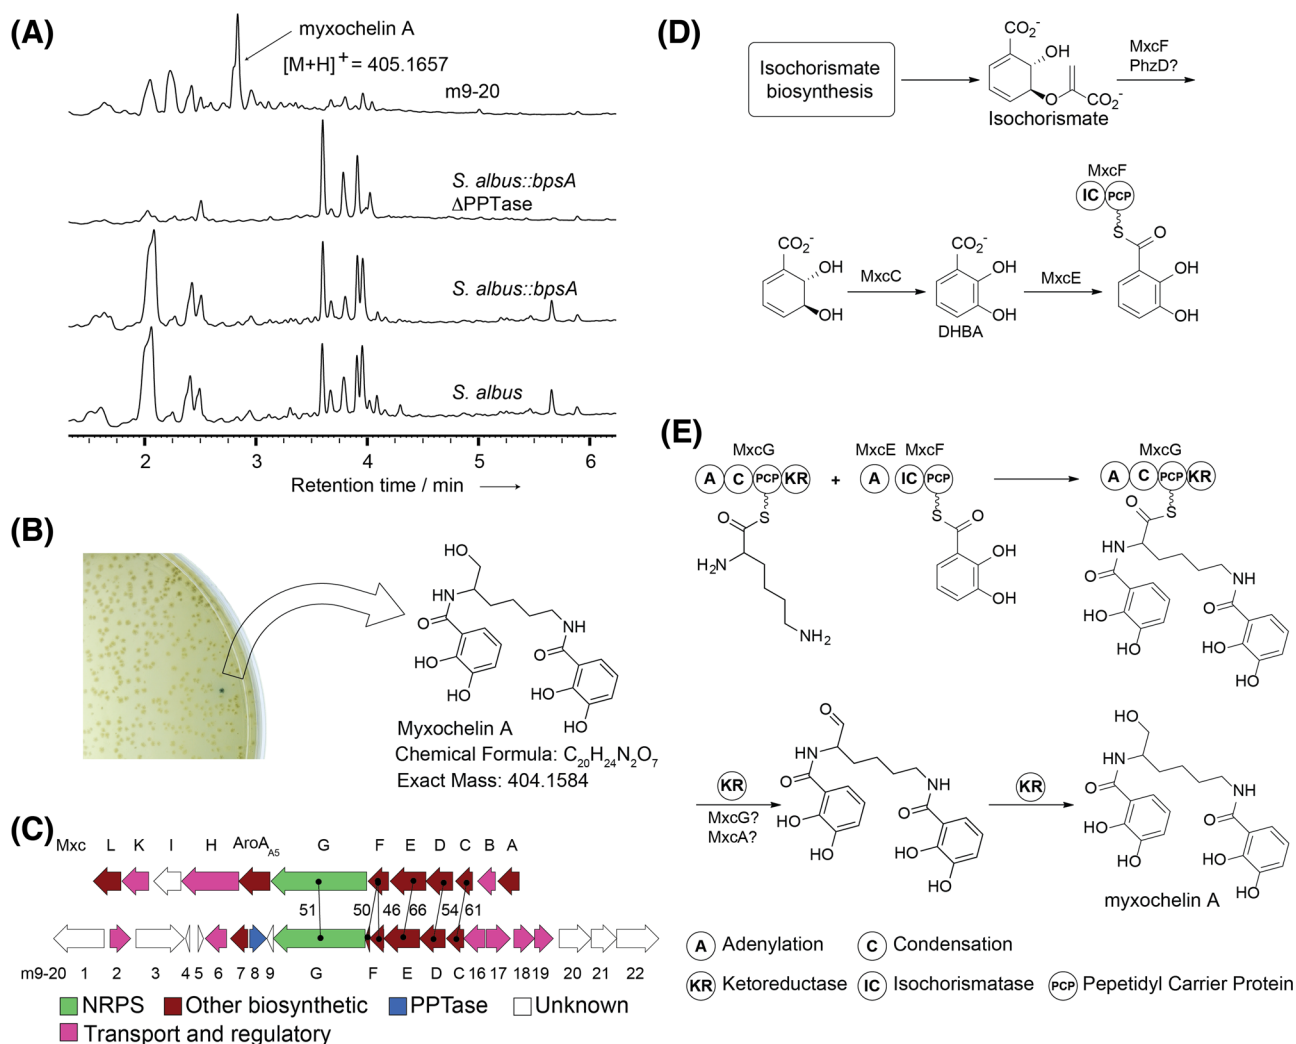 (A)
myxochelin A
[M+H]+ = 405.1657
m9-20
S. albus::bpsA
ΔPPTase
S. albus::bpsA
S. albus
2 3 4 5 6
Retention time / min
(B)
HO
HN
O
HO
HO
NH
O
HO
HO
Myxochelin A
Chemical Formula: C20H24N2O7
Exact Mass: 404.1584
(C)
Mxc L K I H AroA A5 G F E D C B A
51 50 46 66 54 61
m9-20 1 2 3 4 5 6 7 8 9 G F E D C 16 17 18 19 20 21 22
NRPS Other biosynthetic PPTase Unknown
Transport and regulatory
(D)
Isochorismate
biosynthesis
CO2-
OH
O
CO2-
Isochorismate
MxcF
PhzD?
CO2-
OH
OH
MxcC
CO2-
OH
OH
DHBA
MxcE
MxcF
IC PCP
S
O
OH
OH
(E)
MxcG
A C PCP KR
O
S
H2N
NH2
+
MxcE MxcF
A IC PCP
S
O
OH
OH
MxcG
A C PCP KR
O
S
HN
O
HO
HO
NH
O
HO
HO
KR
MxcG?
MxcA?
O
HN
O
HO
OH
NH
O
OH
OH
KR
HO
HN
O
HO
HO
NH
O
HO
HO
myxochelin A
A Adenylation C Condensation
KR Ketoreductase IC Isochorismatase PCP Pepetidyl Carrier Protein